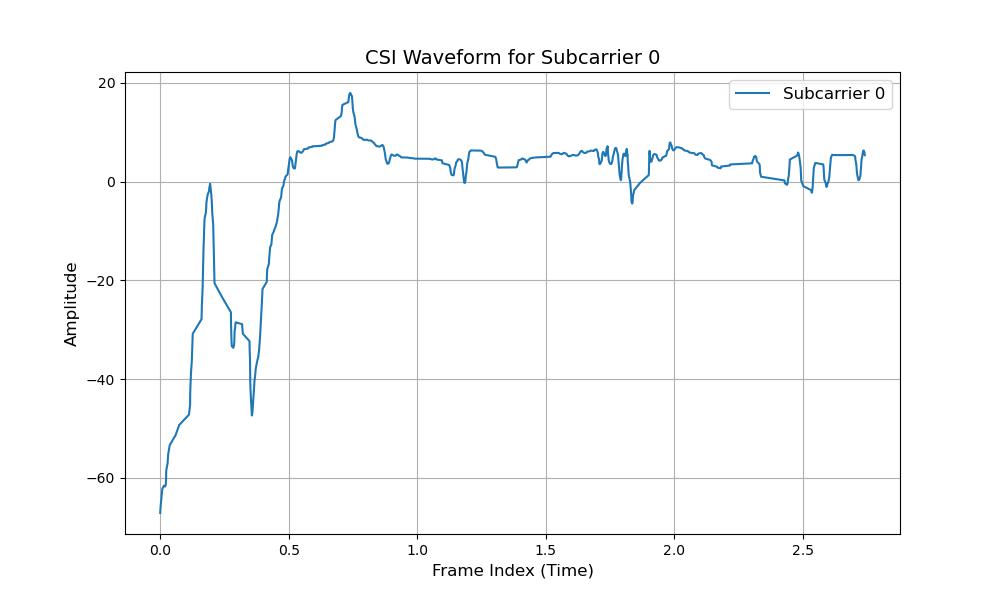 CSI Waveform for Subcarrier 0
Subcarrier 0
20
0
−20
−40
−60
Amplitude
0.0 0.5 1.0 1.5 2.0 2.5
Frame Index (Time)